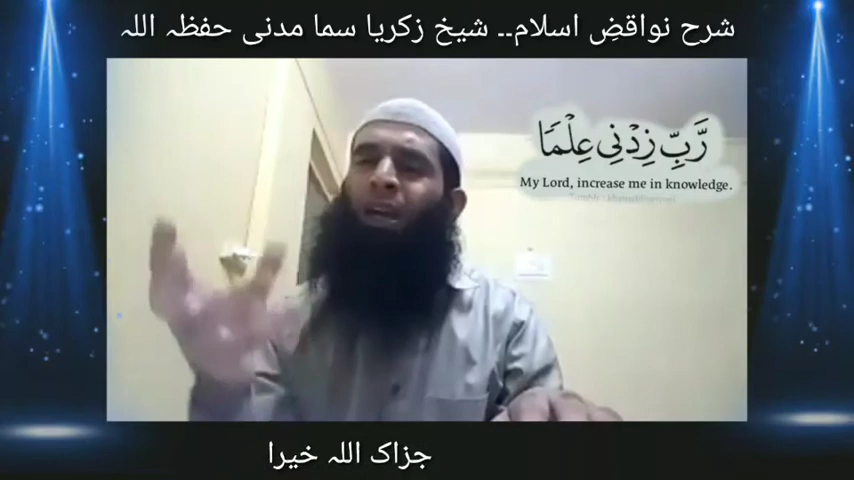 شرح نواقضِ اسلام۔۔ شیخ زکریا سما مدنی حفظہ اللہ
رَّبِّ زِدْنِي عِلْمًا
My Lord, increase me in knowledge.
جزاک اللہ خیرا